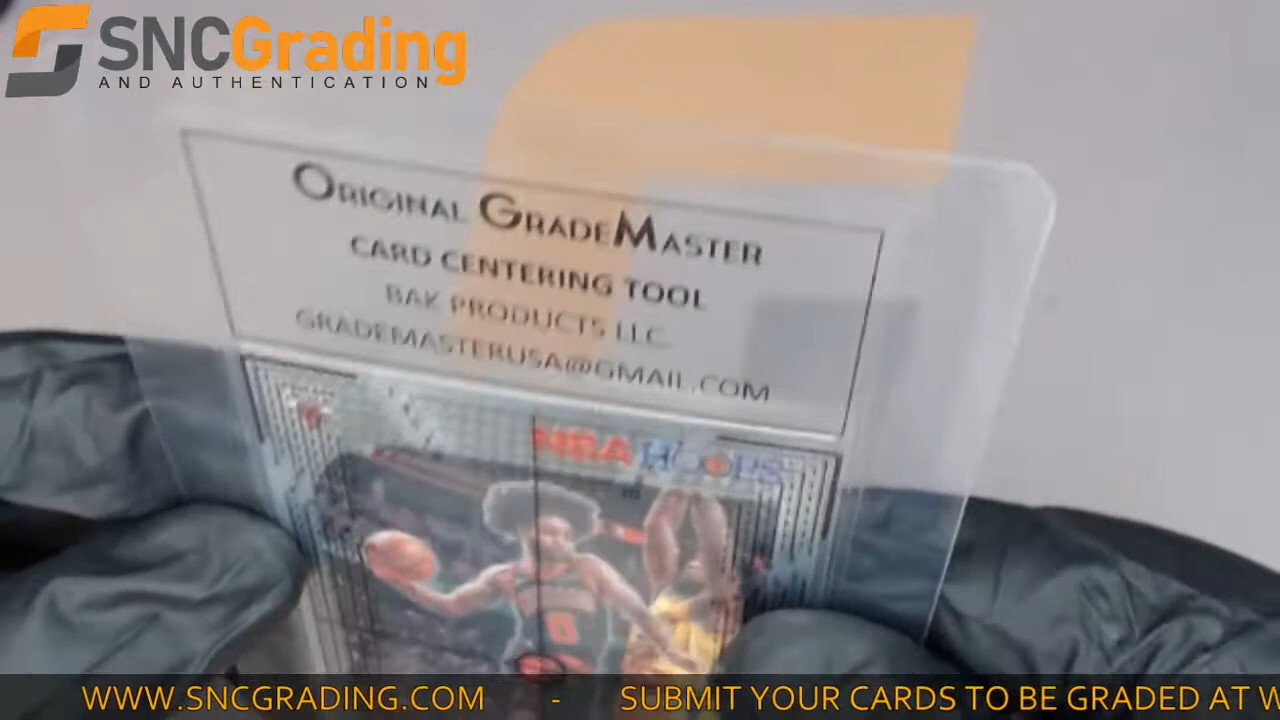 SNCGrading
AND AUTHENTICATION
ORIGINAL GRADEMASTER
CARD CENTERING TOOL
BAK PRODUCTS LLC
GRADEMASTERUSA@GMAIL.COM
NBA HOOPS
6
WWW.SNCGRADING.COM - SUBMIT YOUR CARDS TO BE GRADED AT W